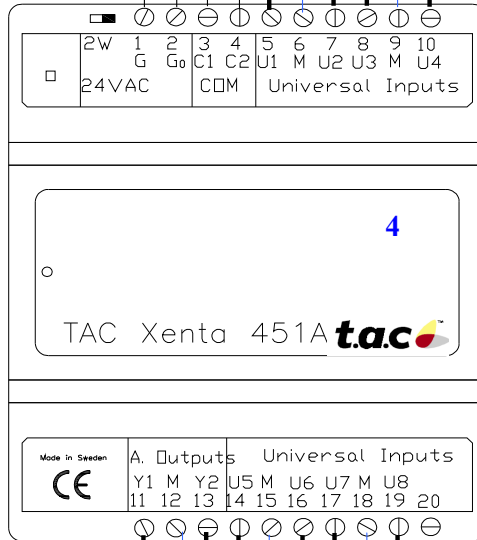 2W 1 2 3 4 5 6 7 8 9 10
G G0 C1 C2 U1 M U2 U3 M U4
24VAC COM Universal Inputs
4
TAC Xenta 451A t.a.c™
Made in Sweden A. Outputs Universal Inputs
CE Y1 M Y2 U5 M U6 U7 M U8
11 12 13 14 15 16 17 18 19 20